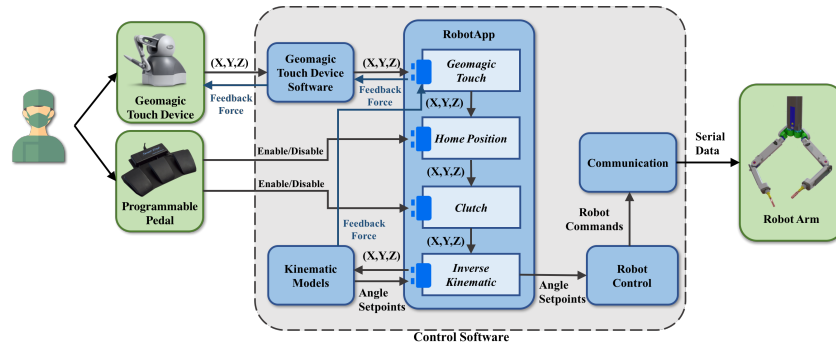 RobotApp
Geomagic
Touch Device
Software
(X,Y,Z)
(X,Y,Z)
Geomagic
Touch
Feedback
Force
Feedback
Force
Geomagic
Touch Device
(X,Y,Z)
Home Position
Enable/Disable
Programmable
Pedal
Enable/Disable
(X,Y,Z)
Clutch
Feedback
Force
(X,Y,Z)
(X,Y,Z)
Kinematic
Models
Angle
Setpoints
Inverse
Kinematic
Angle
Setpoints
Robot
Control
Robot
Commands
Communication
Serial
Data
Robot Arm
Control Software